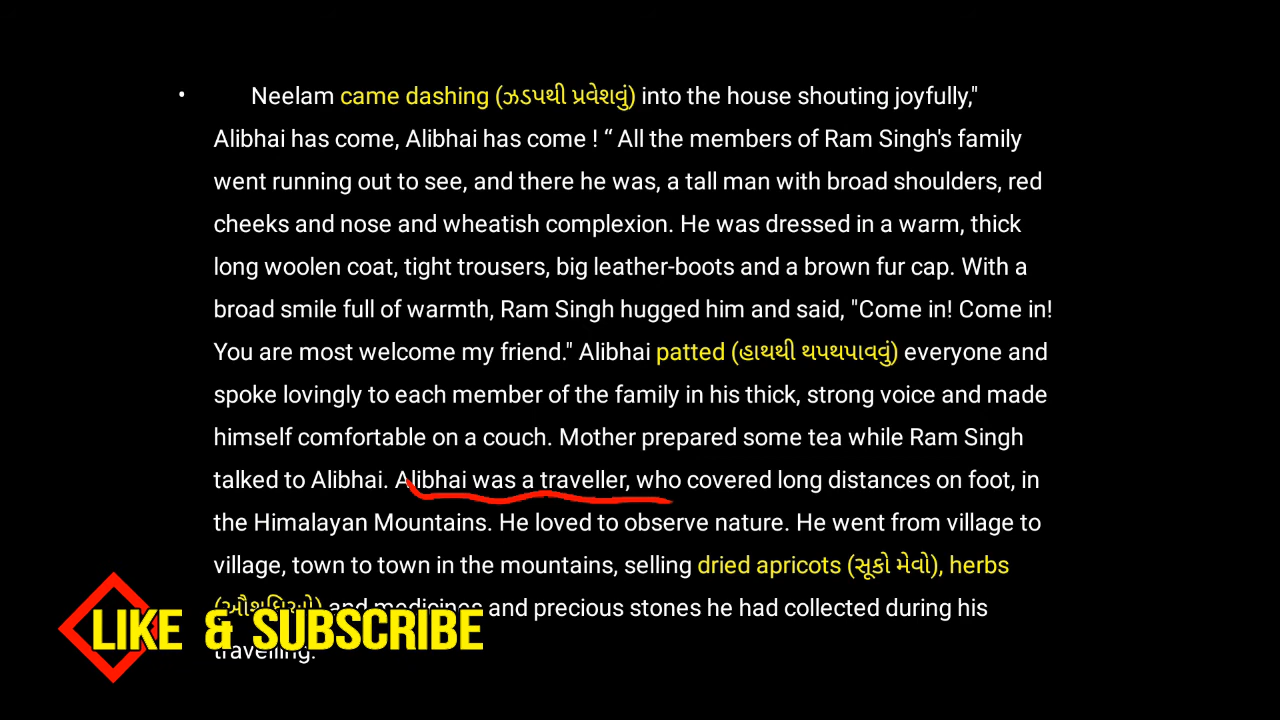 • Neelam came dashing (ઝડપથી પ્રવેશવું) into the house shouting joyfully,"
Alibhai has come, Alibhai has come ! “ All the members of Ram Singh's family
went running out to see, and there he was, a tall man with broad shoulders, red
cheeks and nose and wheatish complexion. He was dressed in a warm, thick
long woolen coat, tight trousers, big leather-boots and a brown fur cap. With a
broad smile full of warmth, Ram Singh hugged him and said, "Come in! Come in!
You are most welcome my friend." Alibhai patted (હાથથી થપથપાવવું) everyone and
spoke lovingly to each member of the family in his thick, strong voice and made
himself comfortable on a couch. Mother prepared some tea while Ram Singh
talked to Alibhai. Alibhai was a traveller, who covered long distances on foot, in
the Himalayan Mountains. He loved to observe nature. He went from village to
village, town to town in the mountains, selling dried apricots (સૂકો મેવો), herbs
(ઔષધિઓ) and medicines and precious stones he had collected during his
travelling.
LIKE & SUBSCRIBE